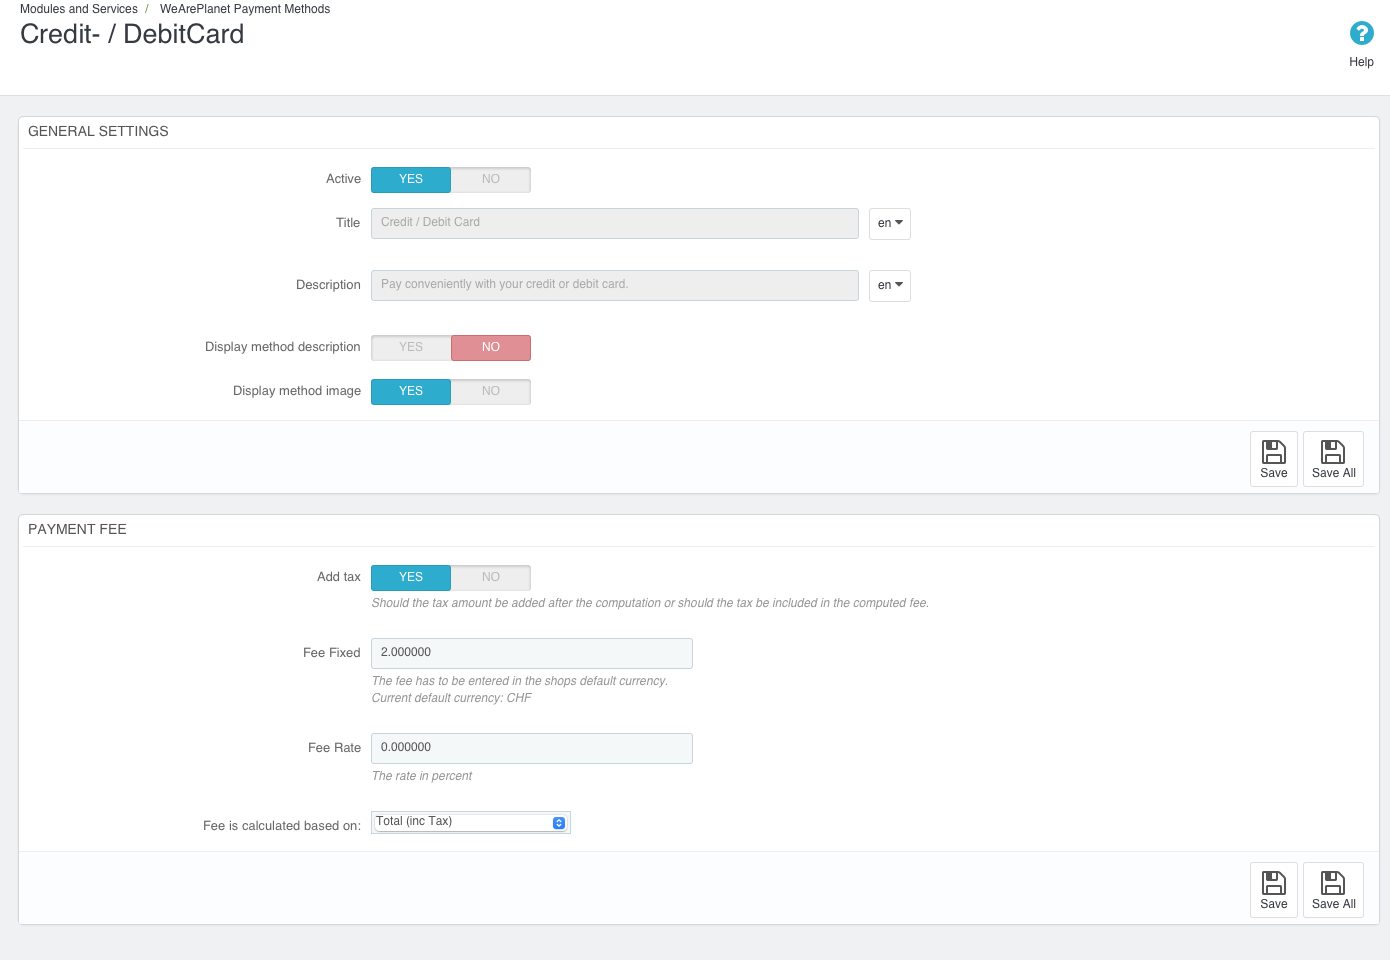 Modules and Services / WeArePlanet Payment Methods
Credit- / DebitCard
?
Help
GENERAL SETTINGS
Active YES NO
Title Credit / Debit Card en
Description Pay conveniently with your credit or debit card. en
Display method description YES NO
Display method image YES NO
Save Save All
PAYMENT FEE
Add tax YES NO
Should the tax amount be added after the computation or should the tax be included in the computed fee.
Fee Fixed 2.000000
The fee has to be entered in the shops default currency.
Current default currency: CHF
Fee Rate 0.000000
The rate in percent
Fee is calculated based on: Total (inc Tax)
Save Save All